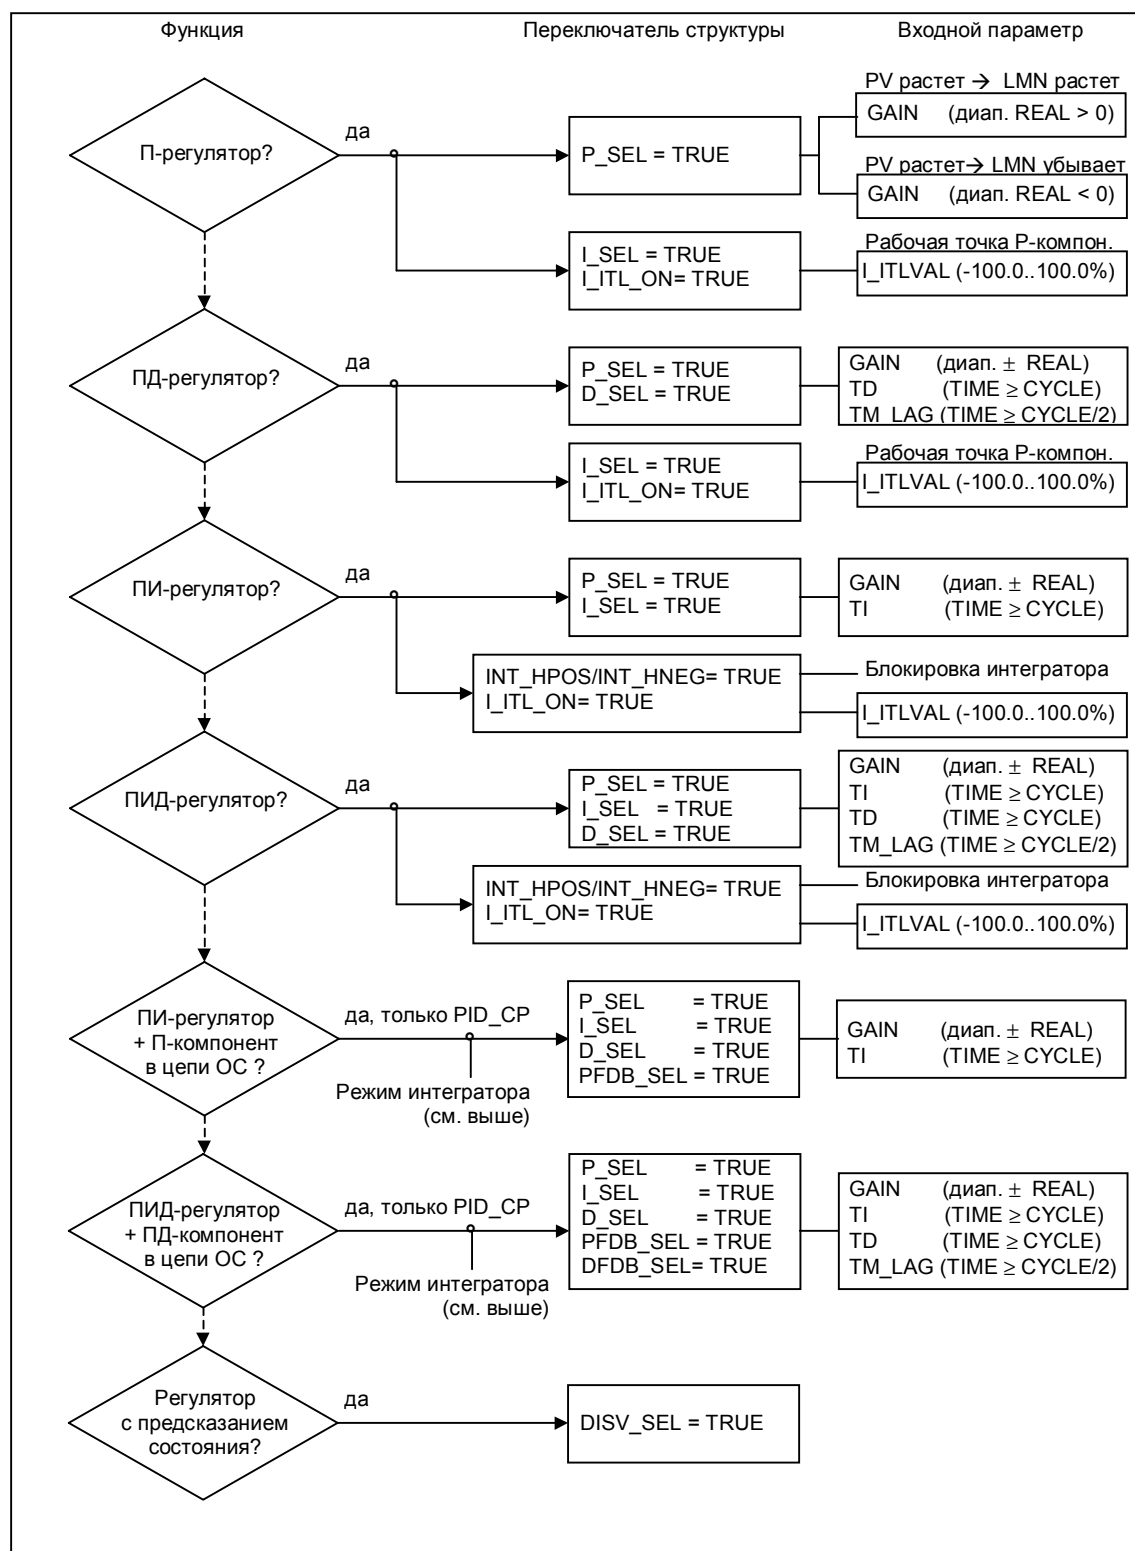 Функция Переключатель структуры Входной параметр
П-регулятор?
да
P_SEL = TRUE
PV растет → LMN растет
GAIN (диап. REAL > 0)
PV растет→ LMN убывает
GAIN (диап. REAL < 0)
I_SEL = TRUE
I_ITL_ON= TRUE
Рабочая точка P-компон.
I_ITLVAL (-100.0..100.0%)
ПД-регулятор?
да
P_SEL = TRUE
D_SEL = TRUE
GAIN (диап. ± REAL)
TD (TIME ≥ CYCLE)
TM_LAG (TIME ≥ CYCLE/2)
I_SEL = TRUE
I_ITL_ON= TRUE
Рабочая точка P-компон.
I_ITLVAL (-100.0..100.0%)
ПИ-регулятор?
да
P_SEL = TRUE
I_SEL = TRUE
GAIN (диап. ± REAL)
TI (TIME ≥ CYCLE)
INT_HPOS/INT_HNEG= TRUE
I_ITL_ON= TRUE
Блокировка интегратора
I_ITLVAL (-100.0..100.0%)
ПИД-регулятор?
да
P_SEL = TRUE
I_SEL = TRUE
D_SEL = TRUE
GAIN (диап. ± REAL)
TI (TIME ≥ CYCLE)
TD (TIME ≥ CYCLE)
TM_LAG (TIME ≥ CYCLE/2)
INT_HPOS/INT_HNEG= TRUE
I_ITL_ON= TRUE
Блокировка интегратора
I_ITLVAL (-100.0..100.0%)
ПИ-регулятор
+ П-компонент
в цепи ОС ?
да, только PID_CP
Режим интегратора
(см. выше)
P_SEL = TRUE
I_SEL = TRUE
D_SEL = TRUE
PFDB_SEL = TRUE
GAIN (диап. ± REAL)
TI (TIME ≥ CYCLE)
ПИД-регулятор
+ ПД-компонент
в цепи ОС ?
да, только PID_CP
Режим интегратора
(см. выше)
P_SEL = TRUE
I_SEL = TRUE
D_SEL = TRUE
PFDB_SEL = TRUE
DFDB_SEL= TRUE
GAIN (диап. ± REAL)
TI (TIME ≥ CYCLE)
TD (TIME ≥ CYCLE)
TM_LAG (TIME ≥ CYCLE/2)
Регулятор
с предсказанием
состояния?
да
DISV_SEL = TRUE